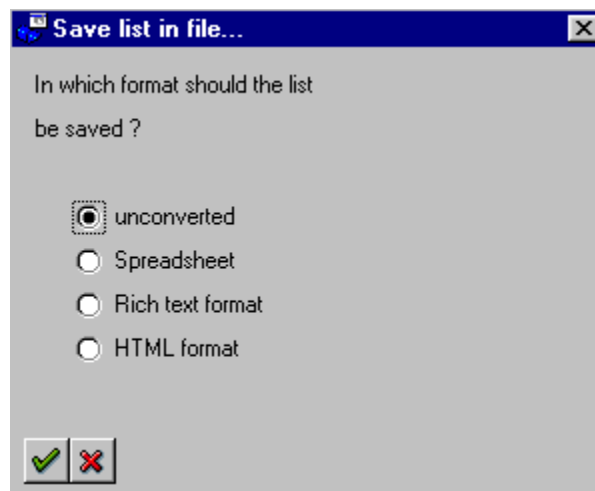 Save list in file...
In which format should the list
be saved ?
unconverted
Spreadsheet
Rich text format
HTML format